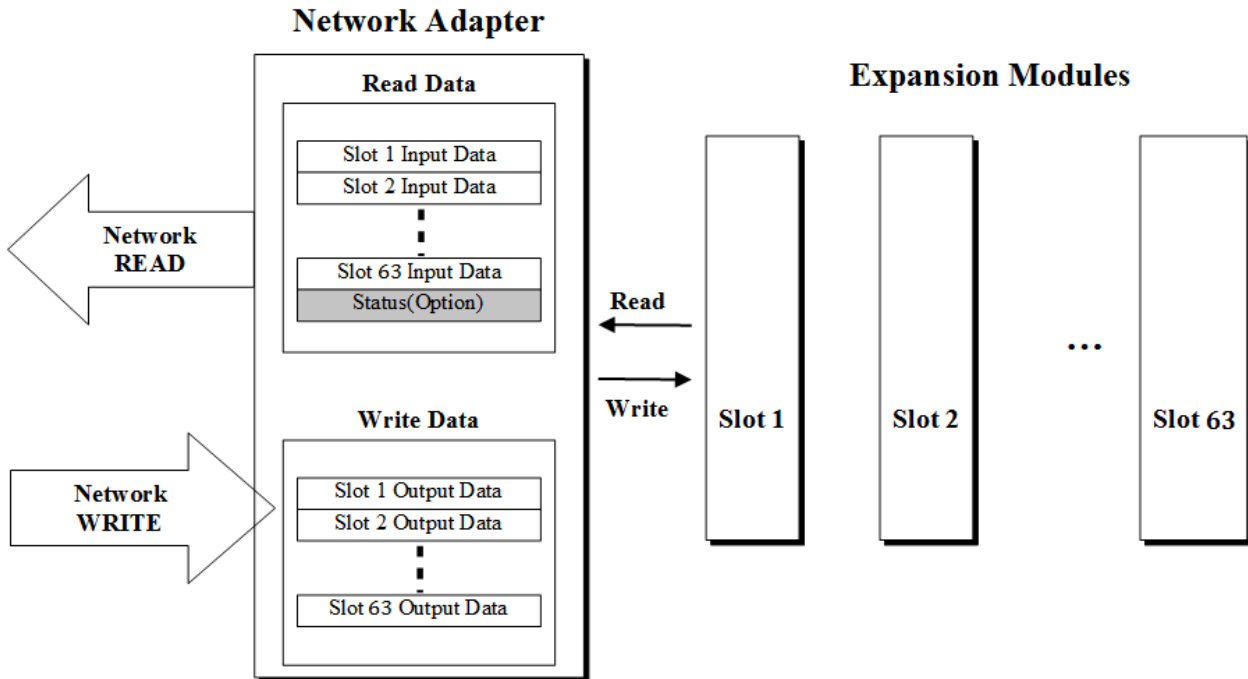 Network Adapter
Read Data
Slot 1 Input Data
Slot 2 Input Data
Slot 63 Input Data
Status(Option)
Network
READ
Write Data
Slot 1 Output Data
Slot 2 Output Data
Slot 63 Output Data
Network
WRITE
Read
Write
Expansion Modules
Slot 1
Slot 2
...
Slot 63